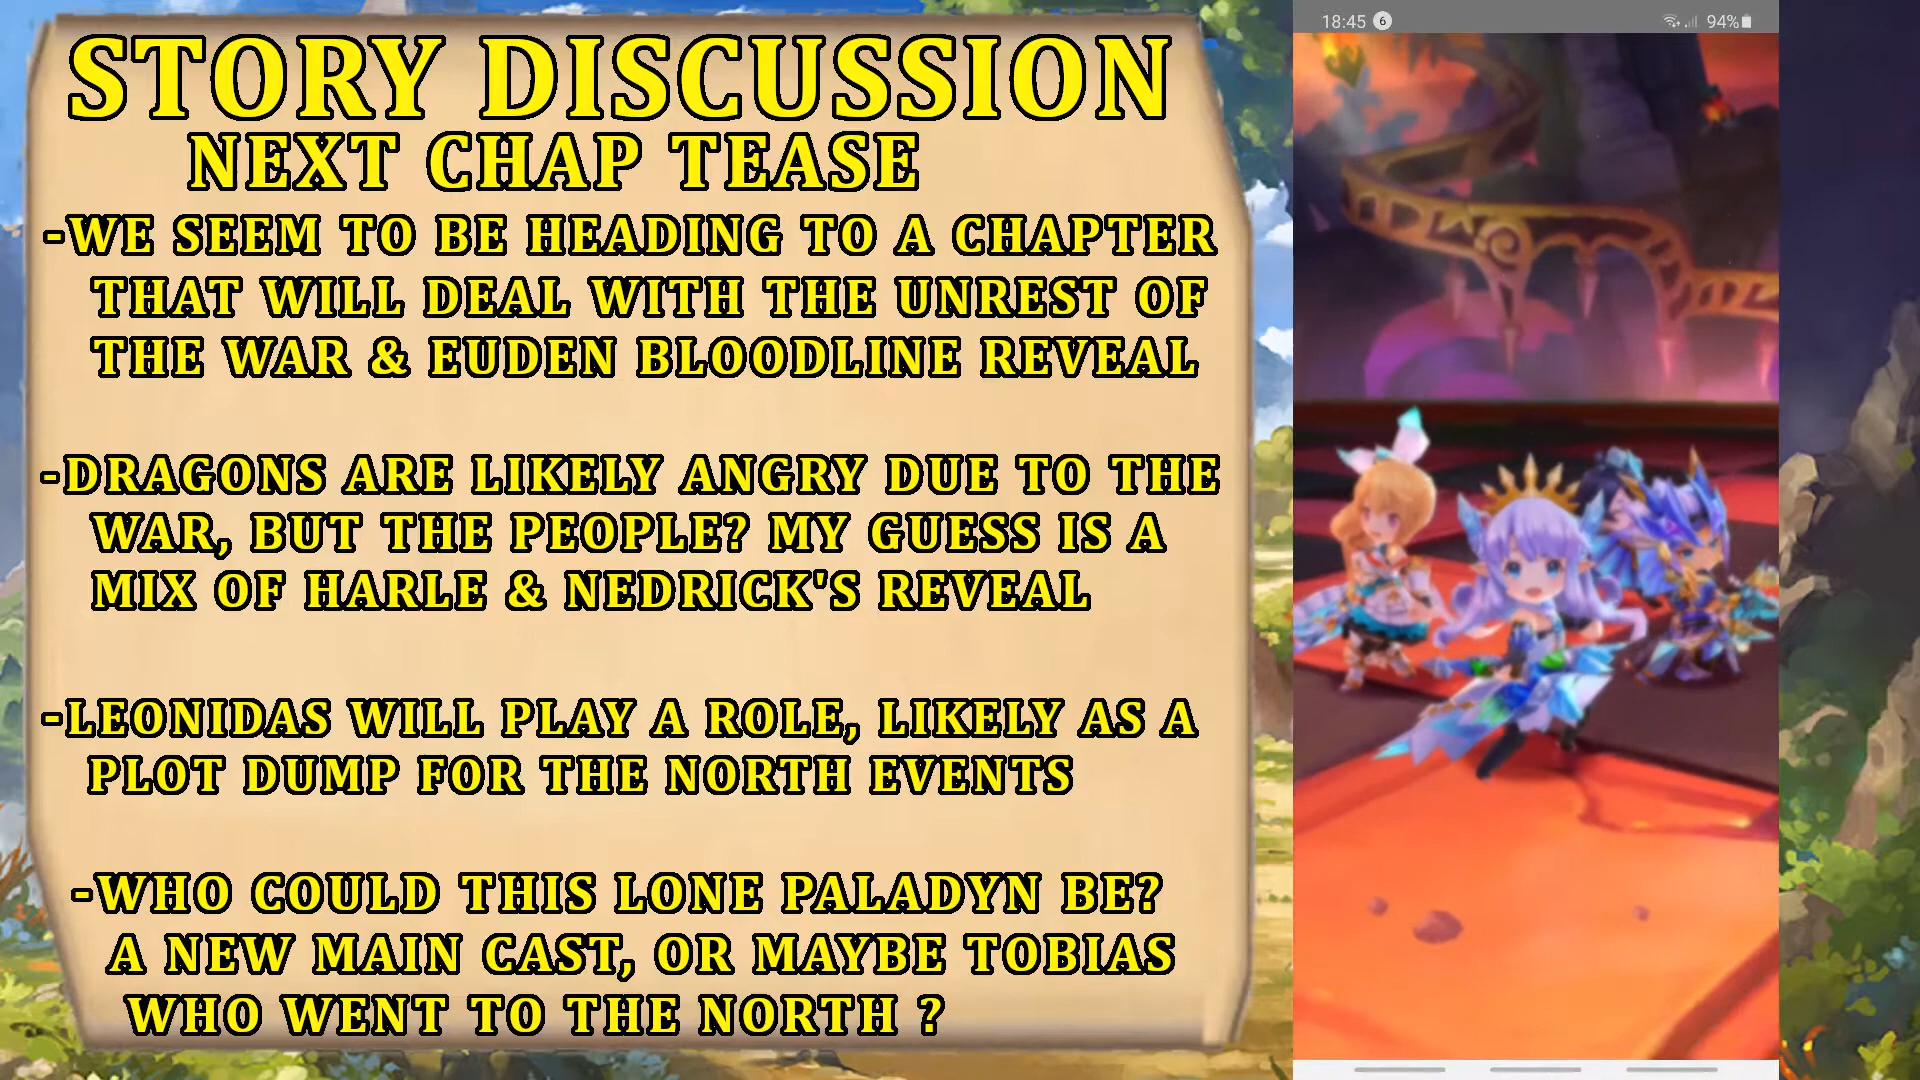 STORY DISCUSSION
NEXT CHAP TEASE
-WE SEEM TO BE HEADING TO A CHAPTER
THAT WILL DEAL WITH THE UNREST OF
THE WAR & EUDEN BLOODLINE REVEAL
-DRAGONS ARE LIKELY ANGRY DUE TO THE
WAR, BUT THE PEOPLE? MY GUESS IS A
MIX OF HARLE & NEDRICK'S REVEAL
-LEONIDAS WILL PLAY A ROLE, LIKELY AS A
PLOT DUMP FOR THE NORTH EVENTS
-WHO COULD THIS LONE PALADYN BE?
A NEW MAIN CAST, OR MAYBE TOBIAS
WHO WENT TO THE NORTH ?
18:45 6 94%